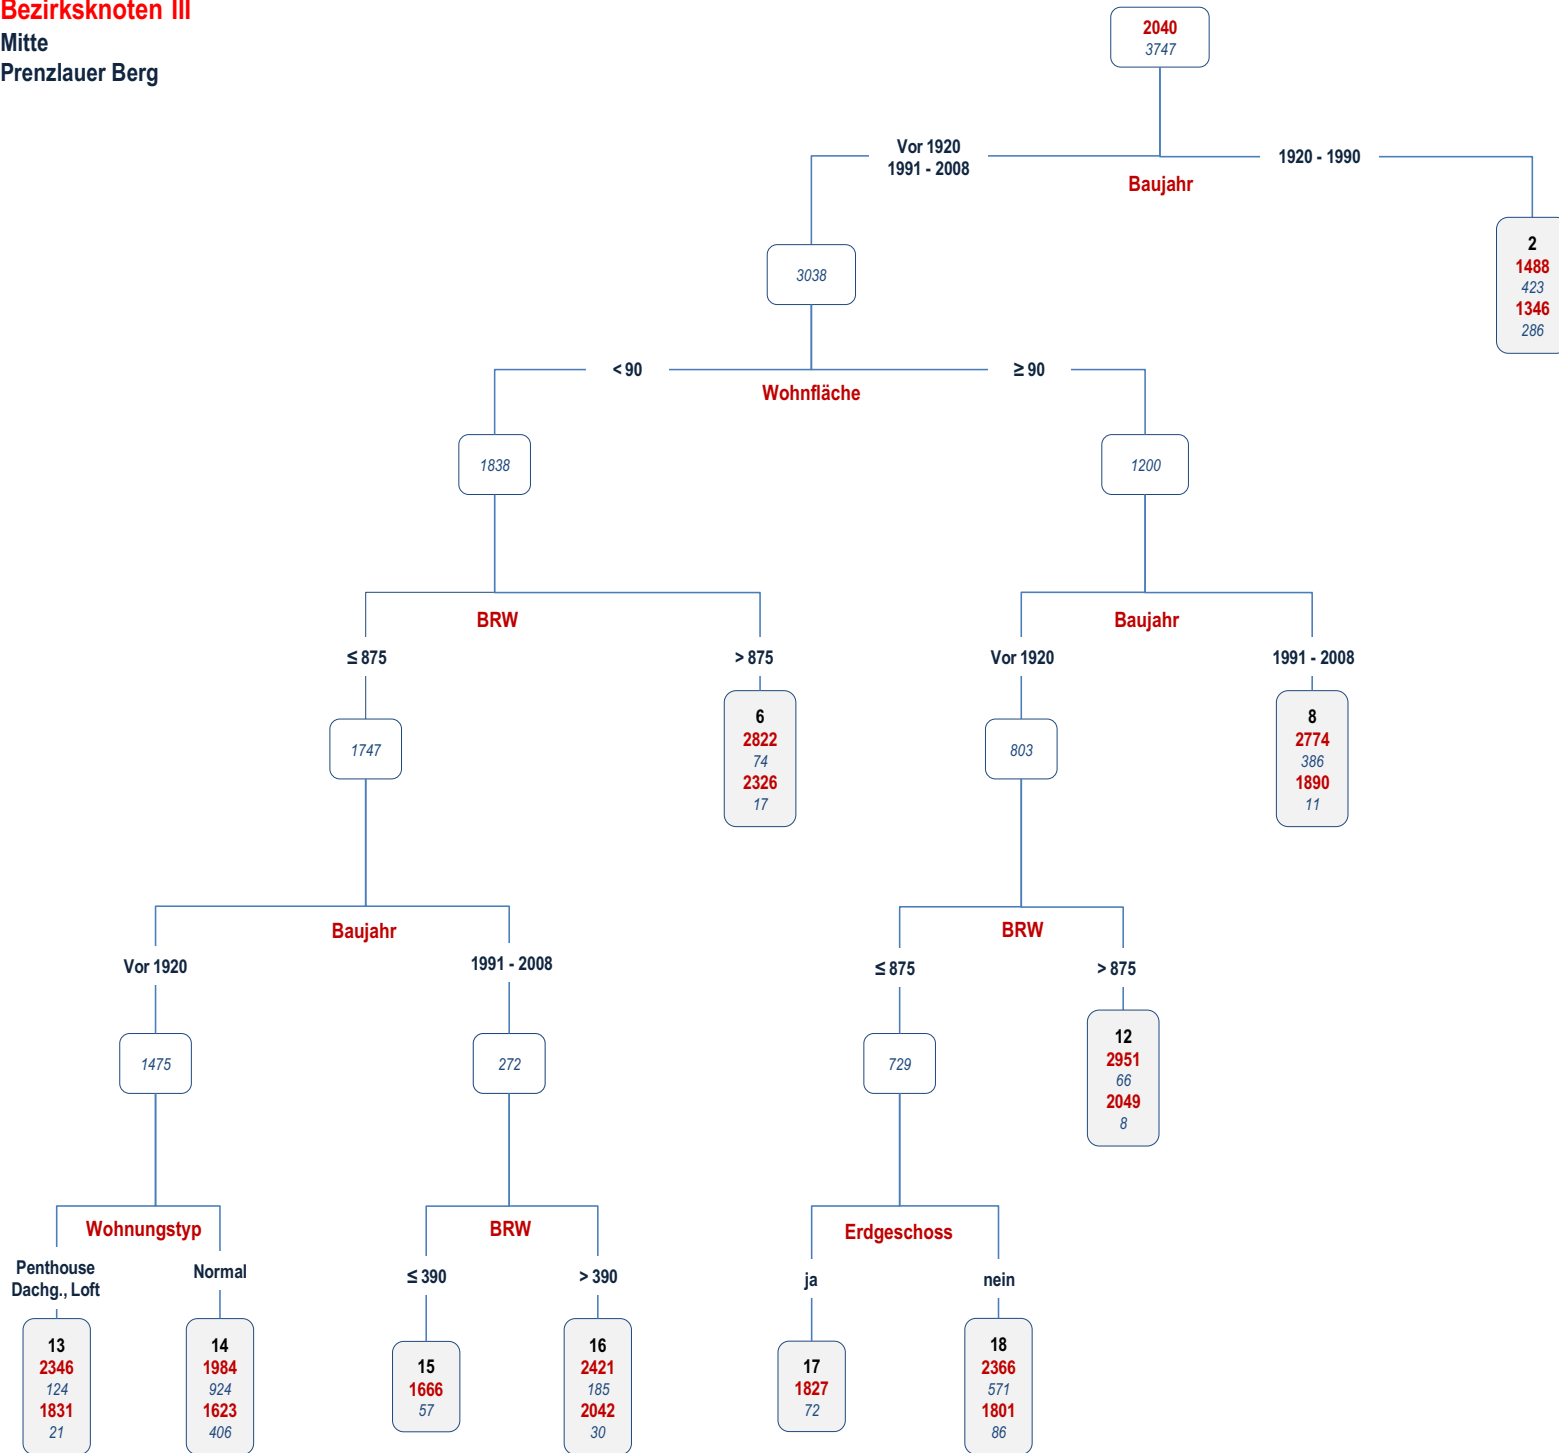 Bezirksknoten III
Mitte
Prenzlauer Berg
2040
3747
Vor 1920
1991 - 2008
1920 - 1990
Baujahr
3038
2
1488
423
1346
286
< 90
≥ 90
Wohnfläche
1838
1200
BRW
Baujahr
≤ 875
> 875
Vor 1920
1991 - 2008
1747
6
2822
74
2326
17
803
8
2774
386
1890
11
Baujahr
BRW
Vor 1920
1991 - 2008
≤ 875
> 875
1475
272
729
12
2951
66
2049
8
Wohnungstyp
BRW
Erdgeschoss
Penthouse
Dachg., Loft
Normal
≤ 390
> 390
ja
nein
13
2346
124
1831
21
14
1984
924
1623
406
15
1666
57
16
2421
185
2042
30
17
1827
72
18
2366
571
1801
86